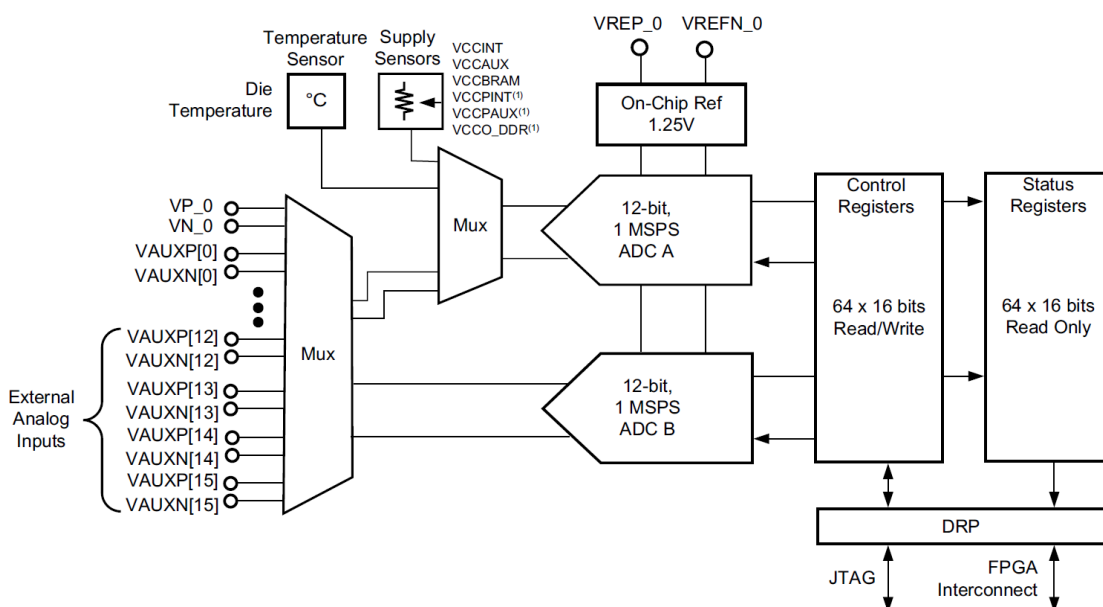 VREP_0 VREFN_0
Temperature
Sensor
Supply
Sensors
VCCINT
VCCAUX
VCCBRAM
VCCPINT(1)
VCCPAUX(1)
VCCO_DDR(1)
Die
Temperature
°C
On-Chip Ref
1.25V
VP_0
VN_0
VAUXP[0]
VAUXN[0]
VAUXP[12]
VAUXN[12]
VAUXP[13]
VAUXN[13]
VAUXP[14]
VAUXN[14]
VAUXP[15]
VAUXN[15]
External
Analog
Inputs
Mux
Mux
12-bit,
1 MSPS
ADC A
12-bit,
1 MSPS
ADC B
Control
Registers
64 x 16 bits
Read/Write
Status
Registers
64 x 16 bits
Read Only
DRP
JTAG
FPGA
Interconnect